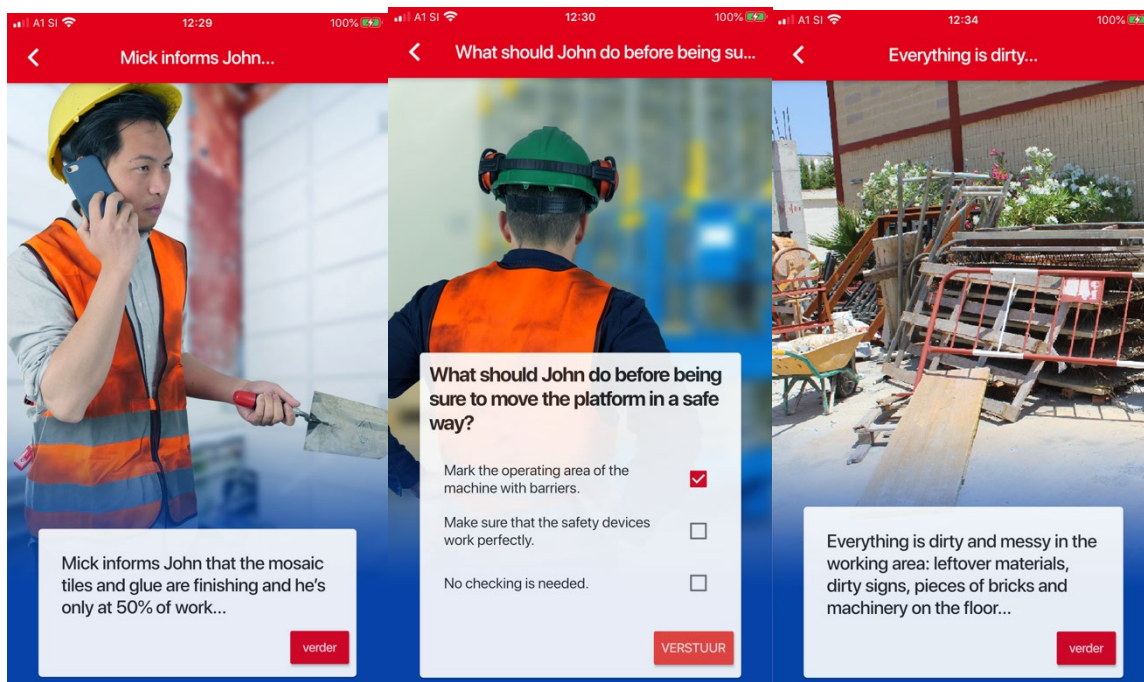 A1 SI 12:29 100%
Mick informs John...
Mick informs John that the mosaic
tiles and glue are finishing and he's
only at 50% of work...
verder
A1 SI 12:30 100%
What should John do before being su...
What should John do before being
sure to move the platform in a safe
way?
Mark the operating area of the
machine with barriers.
Make sure that the safety devices
work perfectly.
No checking is needed.
VERSTUUR
A1 SI 12:34 100%
Everything is dirty...
Everything is dirty and messy in the
working area: leftover materials,
dirty signs, pieces of bricks and
machinery on the floor...
verder